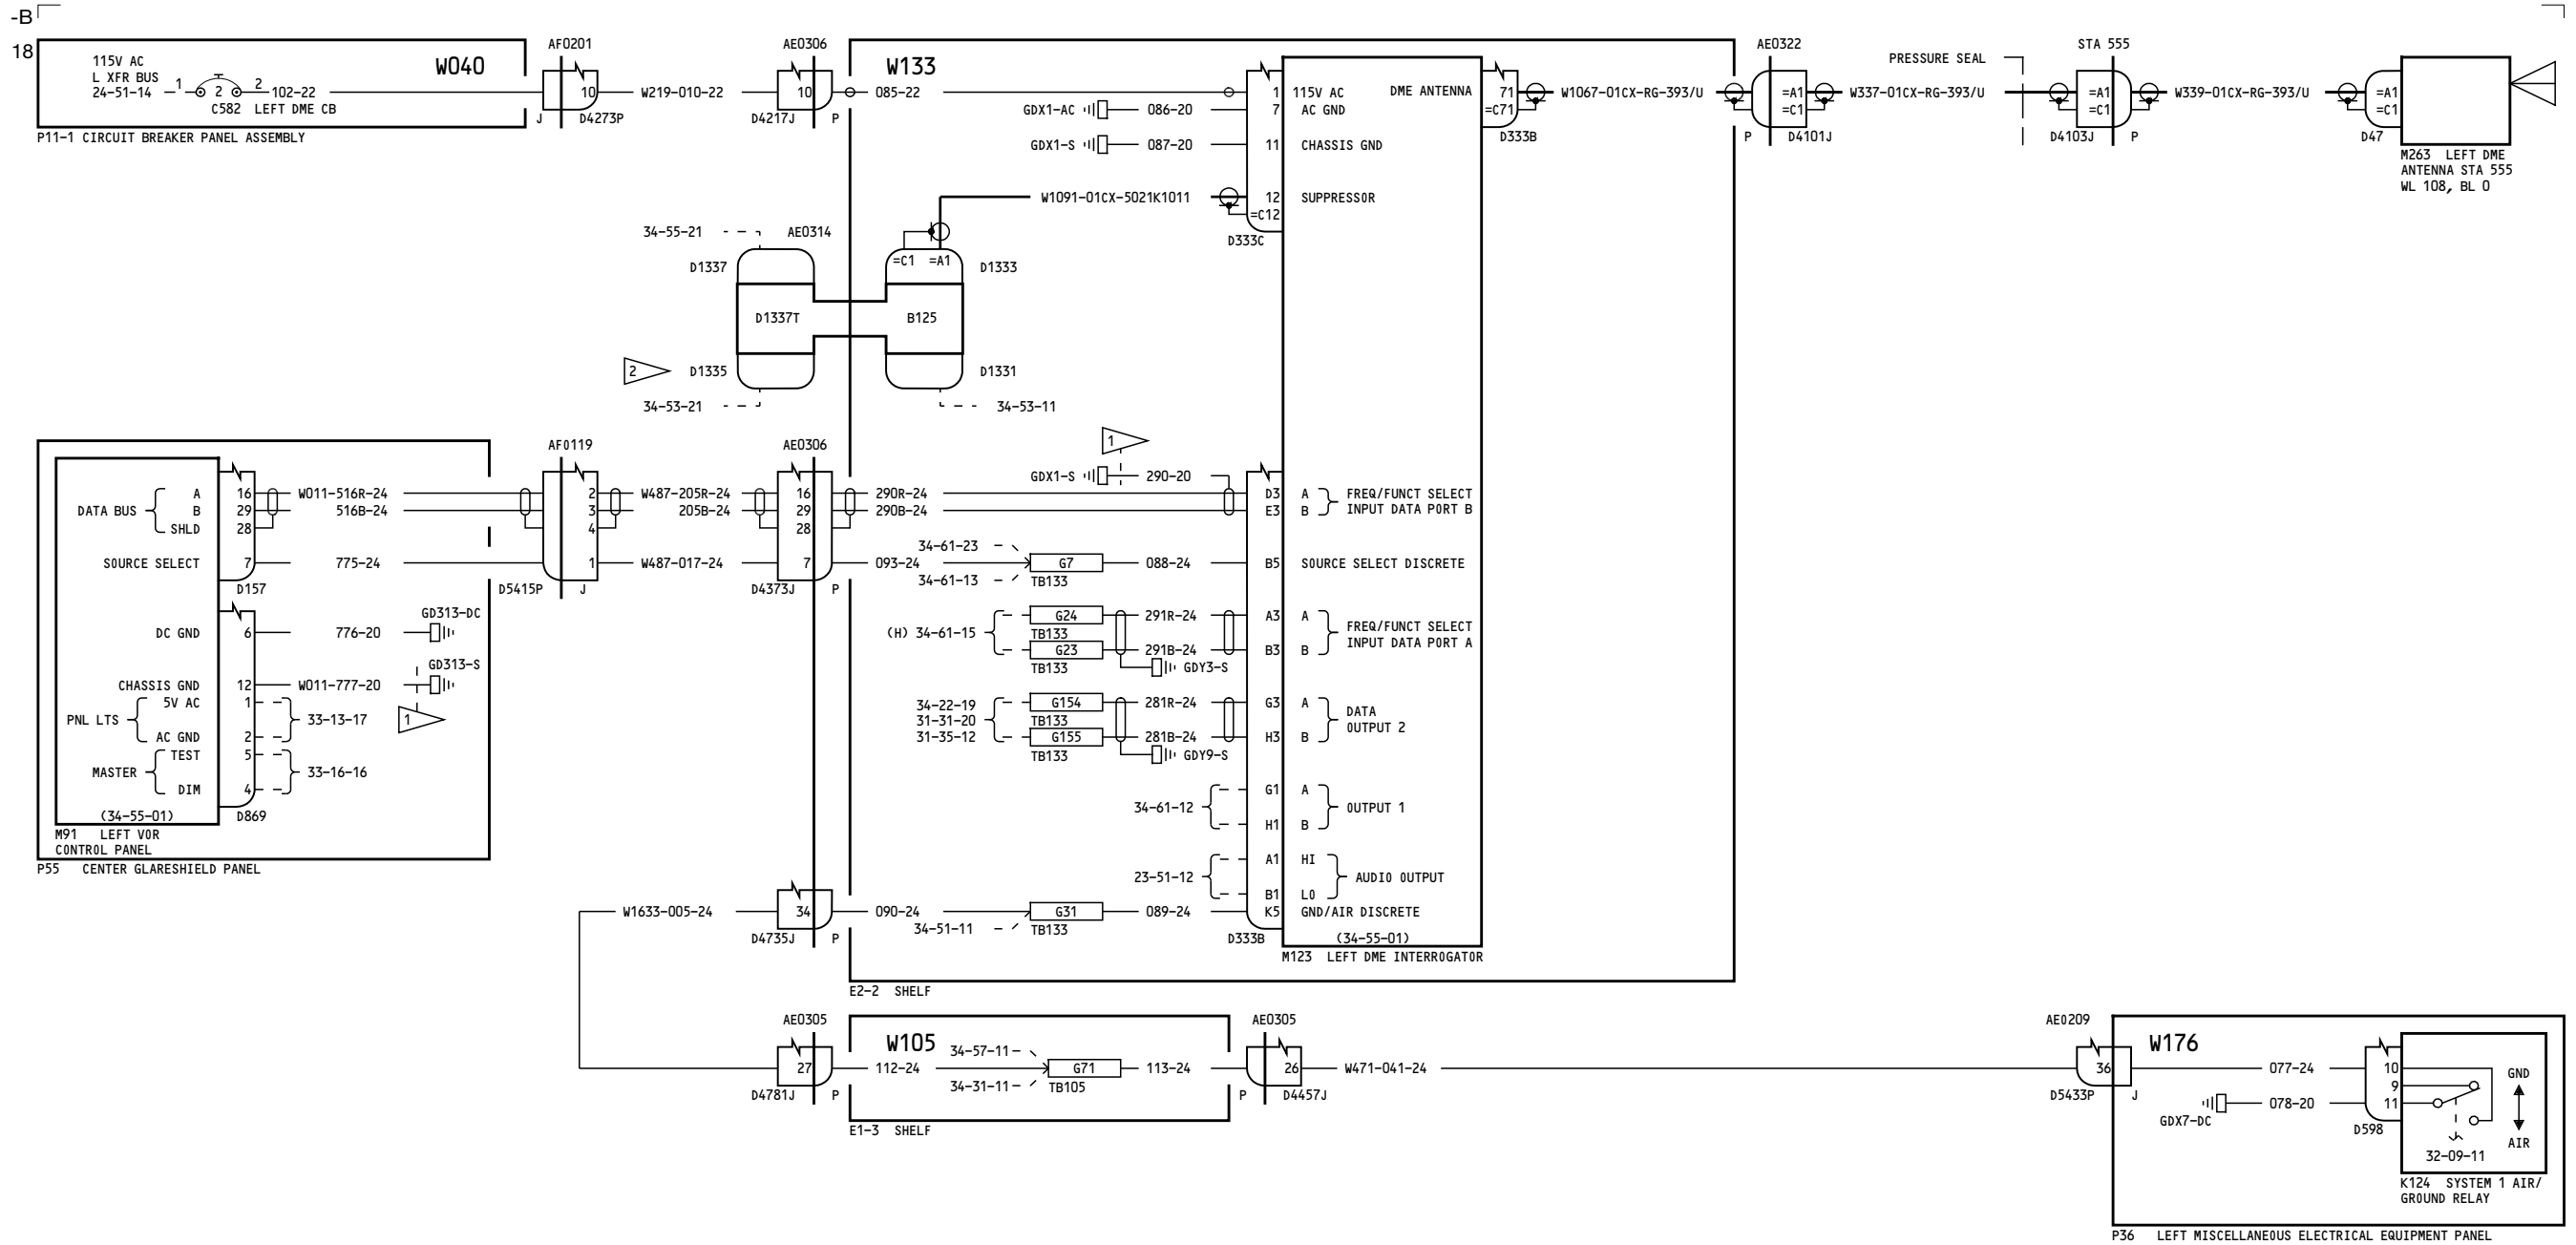 -B
18
115V AC
L XFR BUS
24-51-14
1
2
2
C582 LEFT DME CB
102-22
W040
P11-1 CIRCUIT BREAKER PANEL ASSEMBLY
AF0201
10
J
D4273P
W219-010-22
AE0306
10
D4217J
P
W133
085-22
GDX1-AC
086-20
GDX1-S
087-20
W1091-01CX-5021K1011
1 115V AC
7 AC GND
11 CHASSIS GND
12 SUPPRESSOR
=C12
D333C
DME ANTENNA
71
=C71
D333B
W1067-01CX-RG-393/U
AE0322
=A1
=C1
P
D4101J
W337-01CX-RG-393/U
PRESSURE SEAL
STA 555
=A1
=C1
D4103J
P
W339-01CX-RG-393/U
=A1
=C1
D47
M263 LEFT DME
ANTENNA STA 555
WL 108, BL 0
34-55-21
AE0314
D1337
=C1 =A1
D1333
D1337T
B125
2
D1335
D1331
34-53-21
34-53-11
1
GDX1-S
290-20
AF0119
AE0306
DATA BUS
A
B
SHLD
16
29
28
W011-516R-24
516B-24
2
3
4
W487-205R-24
205B-24
16
29
28
290R-24
290B-24
D3 A
E3 B
FREQ/FUNCT SELECT
INPUT DATA PORT B
SOURCE SELECT
7
775-24
1
W487-017-24
7
093-24
34-61-23
34-61-13
G7
TB133
088-24
B5 SOURCE SELECT DISCRETE
D157
D5415P
J
D4373J
P
DC GND
6
776-20
GD313-DC
CHASSIS GND
12
W011-777-20
GD313-S
1
PNL LTS
5V AC
AC GND
1
2
33-13-17
MASTER
TEST
DIM
5
4
33-16-16
(34-55-01)
D869
M91 LEFT VOR
CONTROL PANEL
P55 CENTER GLARESHIELD PANEL
(H) 34-61-15
G24
TB133
G23
TB133
291R-24
291B-24
GDY3-S
A3 A
B3 B
FREQ/FUNCT SELECT
INPUT DATA PORT A
34-22-19
31-31-20
31-35-12
G154
TB133
G155
TB133
281R-24
281B-24
GDY9-S
G3 A
H3 B
DATA
OUTPUT 2
34-61-12
G1 A
H1 B
OUTPUT 1
23-51-12
A1 HI
B1 LO
AUDIO OUTPUT
W1633-005-24
34
D4735J
P
090-24
34-51-11
G31
TB133
089-24
K5 GND/AIR DISCRETE
D333B
(34-55-01)
M123 LEFT DME INTERROGATOR
E2-2 SHELF
AE0305
27
D4781J
P
W105
112-24
34-57-11
34-31-11
G71
TB105
113-24
E1-3 SHELF
AE0305
26
P
D4457J
W471-041-24
AE0209
36
D5433P
J
W176
077-24
GDX7-DC
078-20
10
9
11
D598
GND
AIR
32-09-11
K124 SYSTEM 1 AIR/
GROUND RELAY
P36 LEFT MISCELLANEOUS ELECTRICAL EQUIPMENT PANEL